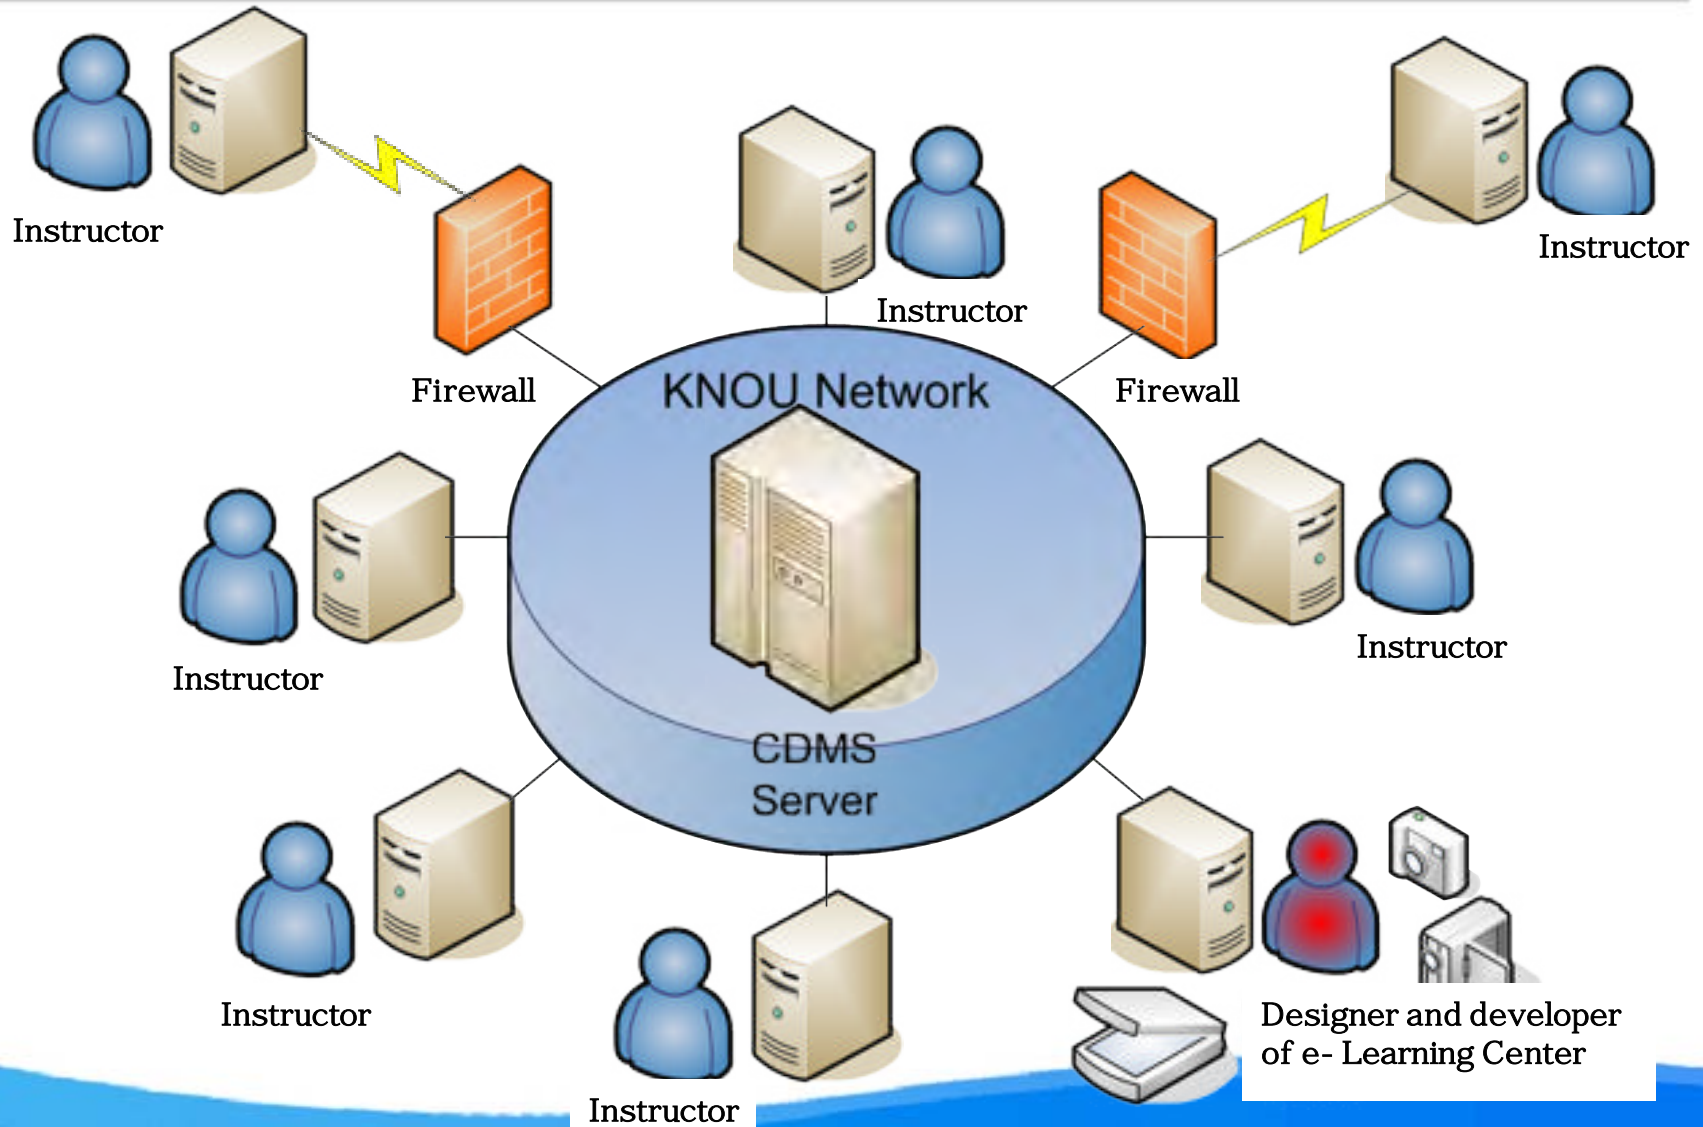 Instructor
Instructor
Instructor
Firewall
KNOU Network
Firewall
Instructor
Instructor
CDMS
Server
Instructor
Designer and developer
of e- Learning Center
Instructor